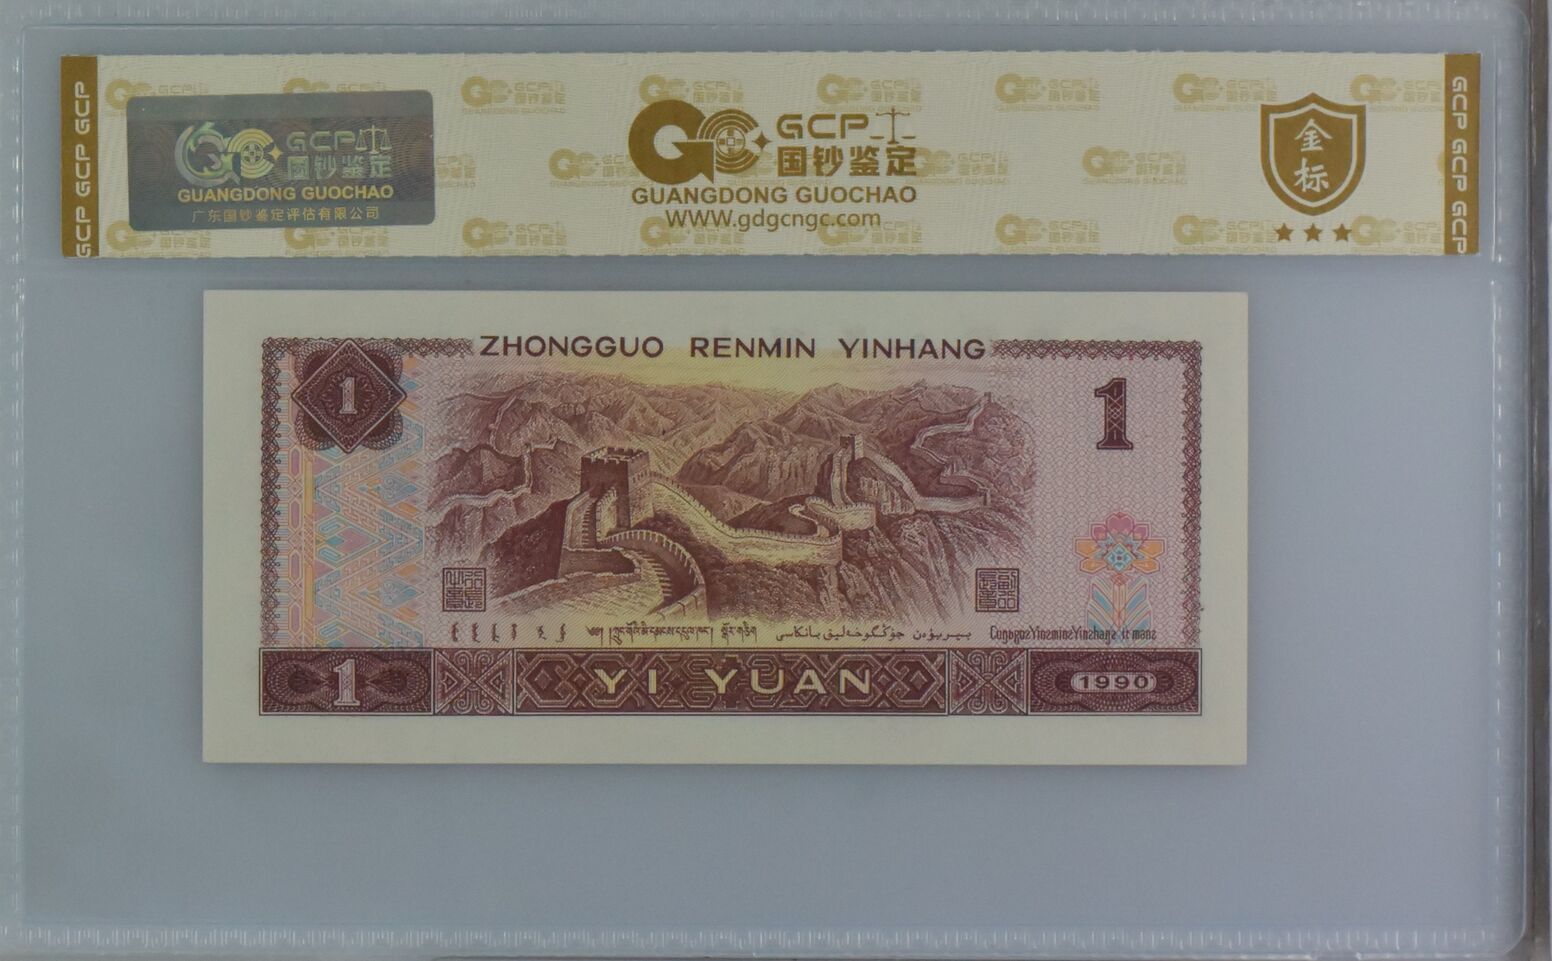 GCP GCP GCP
GCP
国钞鉴定
GUANGDONG GUOCHAO
广东国钞鉴定评估有限公司
GCP
国钞鉴定
GUANGDONG GUOCHAO
WWW.gdgcngc.com
金标
GCP GCP GCP
ZHONGGUO RENMIN YINHANG
1
1
1
YI YUAN
1990